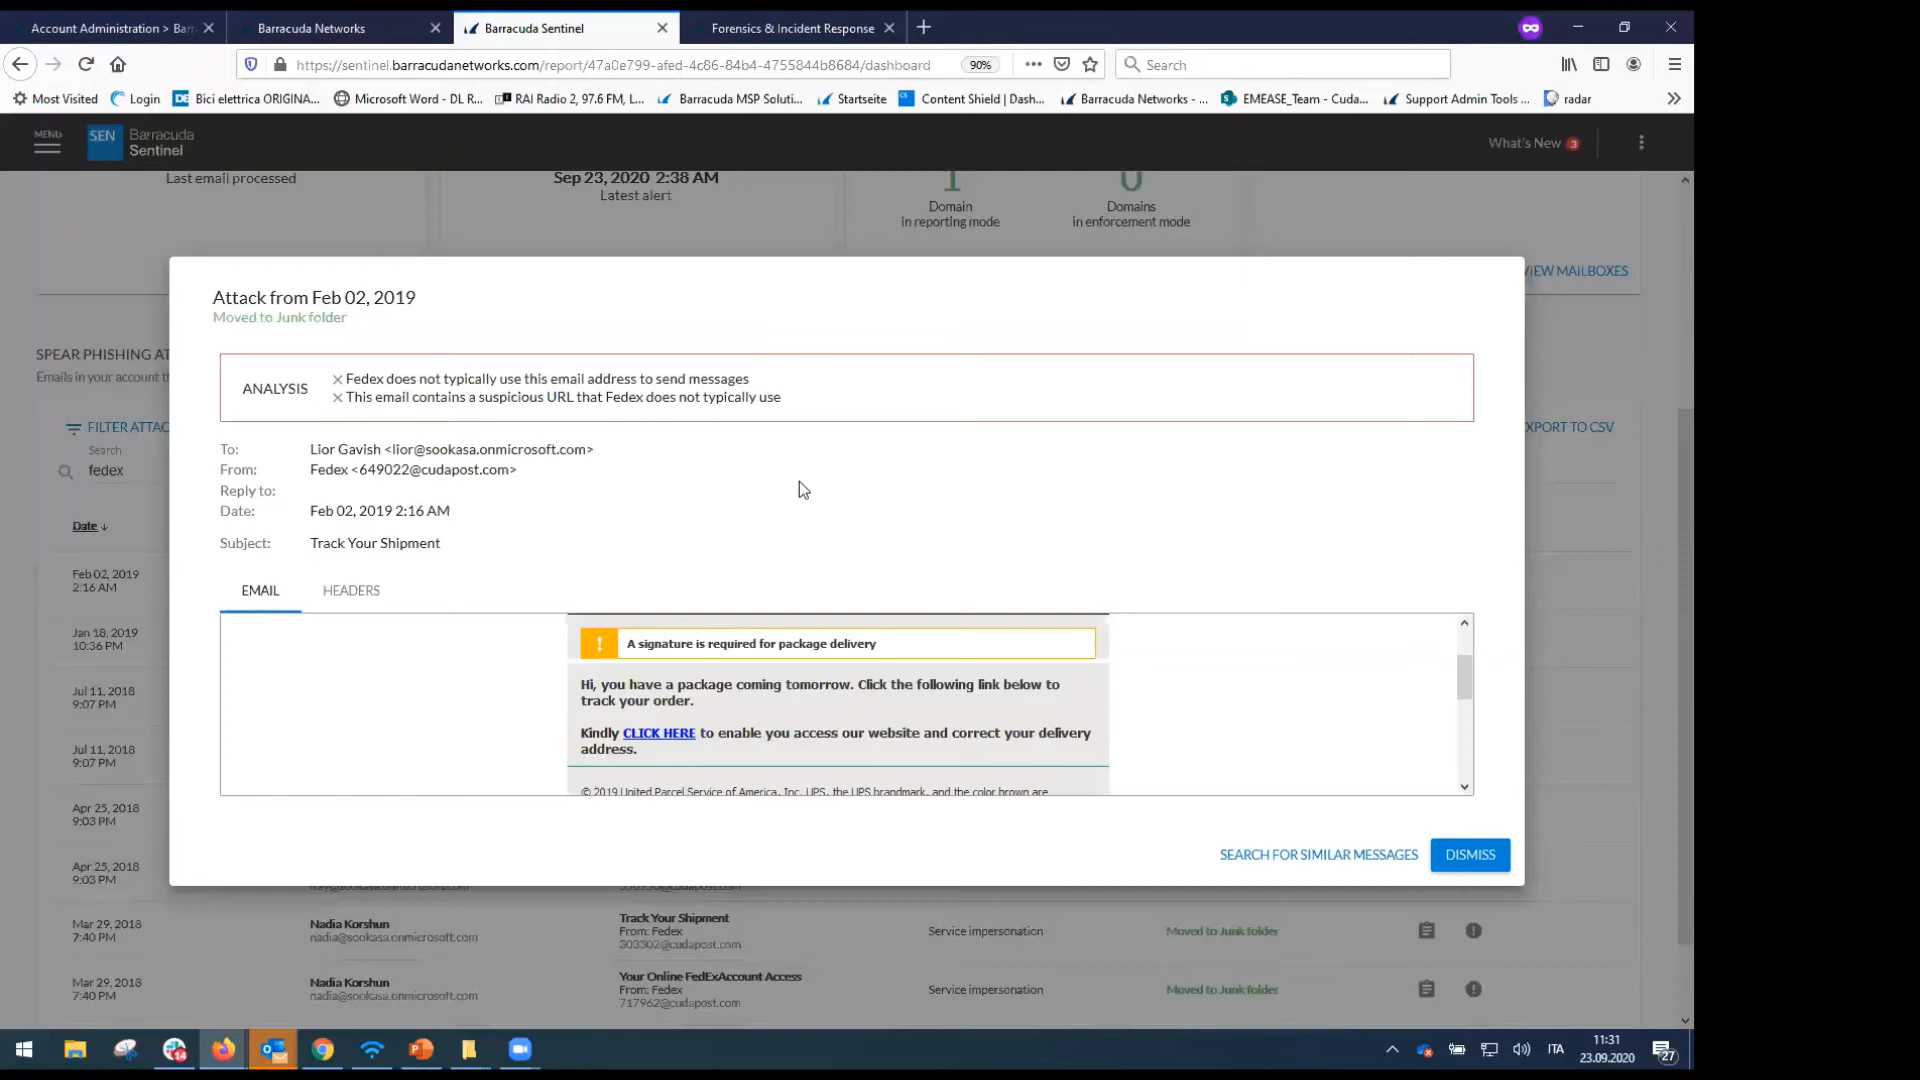 Account Administration > Barr
Barracuda Networks
Barracuda Sentinel
Forensics & Incident Response
https://sentinel.barracudanetworks.com/report/47a0e799-afed-4c86-84b4-4755844b8684/dashboard
90%
Search
Most Visited
Login
Bici elettrica ORIGINA...
Microsoft Word - DL R...
RAI Radio 2, 97.6 FM, L...
Barracuda MSP Soluti...
Startseite
Content Shield | Dash...
Barracuda Networks - ...
EMEASE_Team - Cuda...
Support Admin Tools ...
radar
MENU
SEN
Barracuda
Sentinel
What's New 3
Last email processed
Sep 23, 2020 2:38 AM
Latest alert
1
Domain
in reporting mode
0
Domains
in enforcement mode
VIEW MAILBOXES
Attack from Feb 02, 2019
Moved to Junk folder
SPEAR PHISHING AT
Emails in your account t
ANALYSIS
Fedex does not typically use this email address to send messages
This email contains a suspicious URL that Fedex does not typically use
FILTER ATTAC
XPORT TO CSV
Search
fedex
To: Lior Gavish <lior@sookasa.onmicrosoft.com>
From: Fedex <649022@cudapost.com>
Reply to:
Date: Feb 02, 2019 2:16 AM
Subject: Track Your Shipment
Date
EMAIL
HEADERS
Feb 02, 2019
2:16 AM
Jan 18, 2019
10:36 PM
Jul 11, 2018
9:07 PM
Jul 11, 2018
9:07 PM
Apr 25, 2018
9:03 PM
Apr 25, 2018
9:03 PM
! A signature is required for package delivery
Hi, you have a package coming tomorrow. Click the following link below to
track your order.
Kindly CLICK HERE to enable you access our website and correct your delivery
address.
© 2019 United Parcel Service of America, Inc. UPS, the UPS brandmark, and the color brown are
SEARCH FOR SIMILAR MESSAGES
DISMISS
Mar 29, 2018
7:40 PM
Nadia Korshun
nadia@sookasa.onmicrosoft.com
Track Your Shipment
From: Fedex
303302@cudapost.com
Service impersonation
Moved to Junk folder
Mar 29, 2018
7:40 PM
Nadia Korshun
nadia@sookasa.onmicrosoft.com
Your Online FedExAccount Access
From: Fedex
717962@cudapost.com
Service impersonation
Moved to Junk folder
14
ITA
11:31
23.09.2020
27